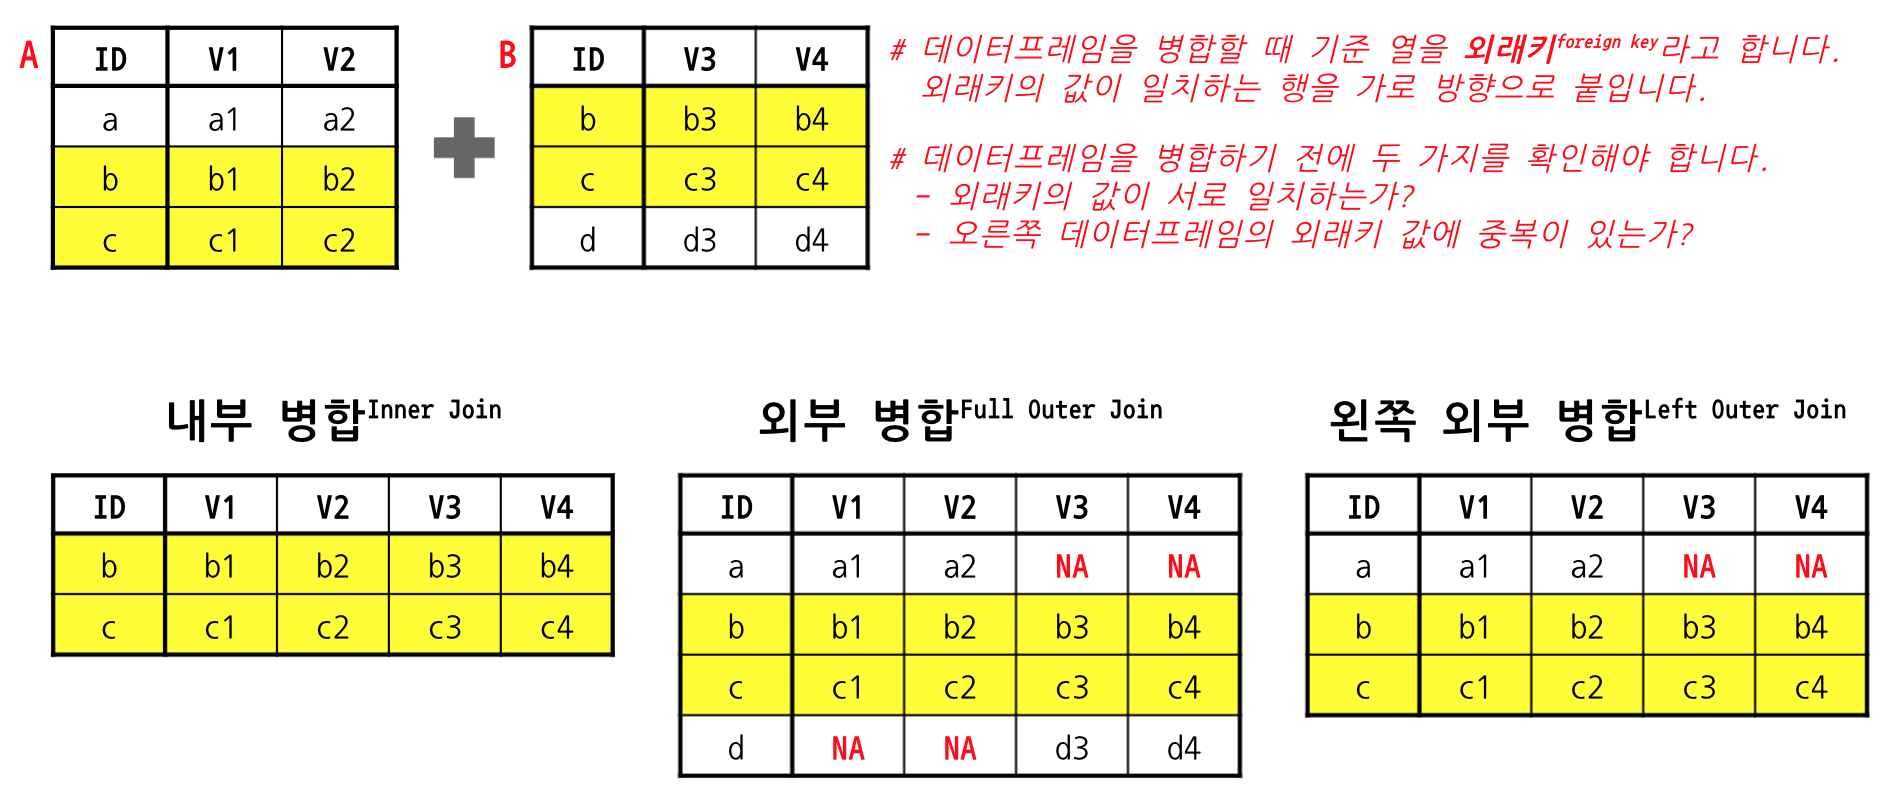 A
ID V1 V2
a a1 a2
b b1 b2
c c1 c2
B
ID V3 V4
b b3 b4
c c3 c4
d d3 d4
# 데이터프레임을 병합할 때 기준 열을 외래키foreign key라고 합니다.
외래키의 값이 일치하는 행을 가로 방향으로 붙입니다.
# 데이터프레임을 병합하기 전에 두 가지를 확인해야 합니다.
- 외래키의 값이 서로 일치하는가?
- 오른쪽 데이터프레임의 외래키 값에 중복이 있는가?
내부 병합Inner Join
ID V1 V2 V3 V4
b b1 b2 b3 b4
c c1 c2 c3 c4
외부 병합Full Outer Join
ID V1 V2 V3 V4
a a1 a2 NA NA
b b1 b2 b3 b4
c c1 c2 c3 c4
d NA NA d3 d4
왼쪽 외부 병합Left Outer Join
ID V1 V2 V3 V4
a a1 a2 NA NA
b b1 b2 b3 b4
c c1 c2 c3 c4